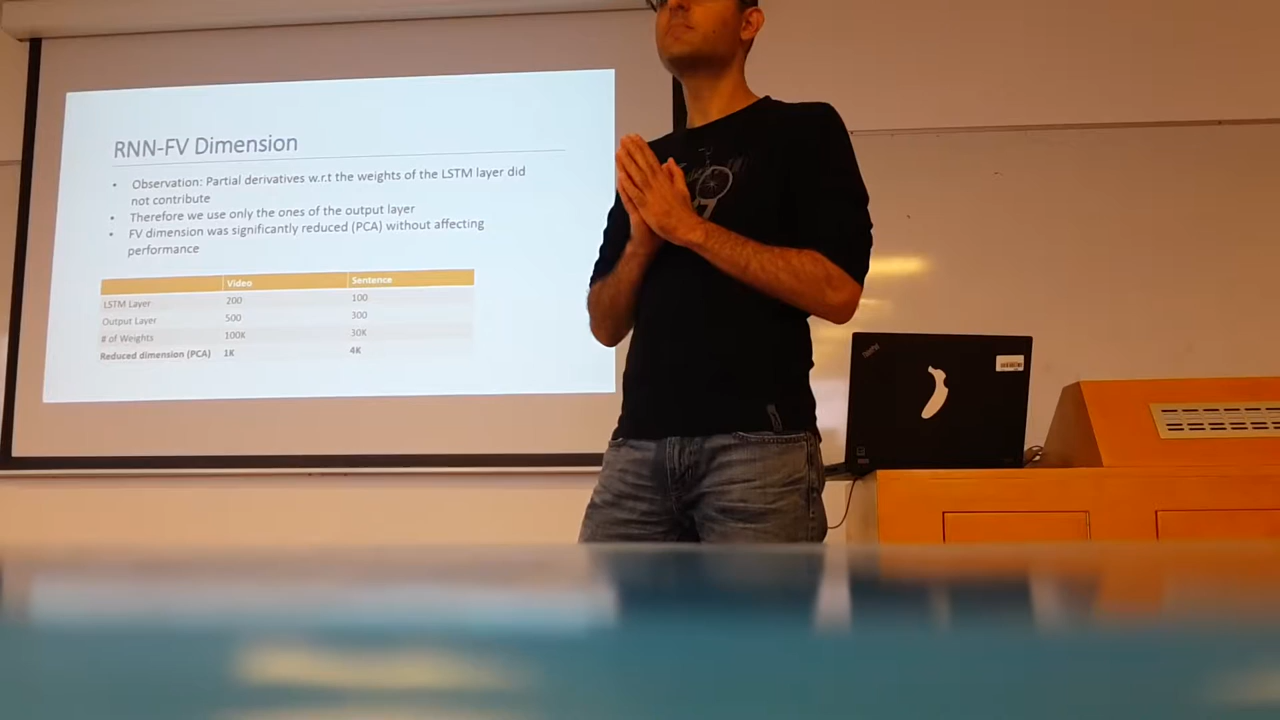 RNN-FV Dimension
• Observation: Partial derivatives w.r.t the weights of the LSTM layer did
not contribute
• Therefore we use only the ones of the output layer
• FV dimension was significantly reduced (PCA) without affecting
performance
Video Sentence
LSTM Layer 200 100
Output Layer 500 300
# of Weights 100K 30K
Reduced dimension (PCA) 1K 4K
ThinkPad